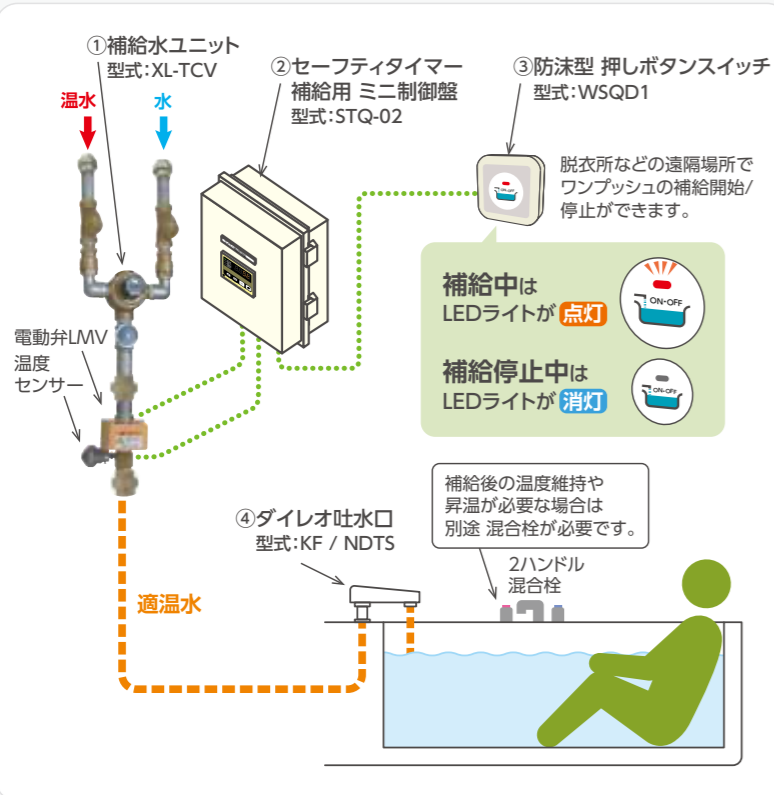 ①補給水ユニット
型式:XL-TCV
温水
水
②セーフティタイマー
補給用 ミニ制御盤
型式:STQ-02
③防沫型 押しボタンスイッチ
型式:WSQD1
脱衣所などの遠隔場所で
ワンプッシュの補給開始/
停止ができます。
補給中は
LEDライトが 点灯
ON・OFF
補給停止中は
LEDライトが 消灯
ON・OFF
電動弁LMV
温度
センサー
④ダイレオ吐水口
型式:KF / NDTS
補給後の温度維持や
昇温が必要な場合は
別途 混合栓が必要です。
2ハンドル
混合栓
適温水